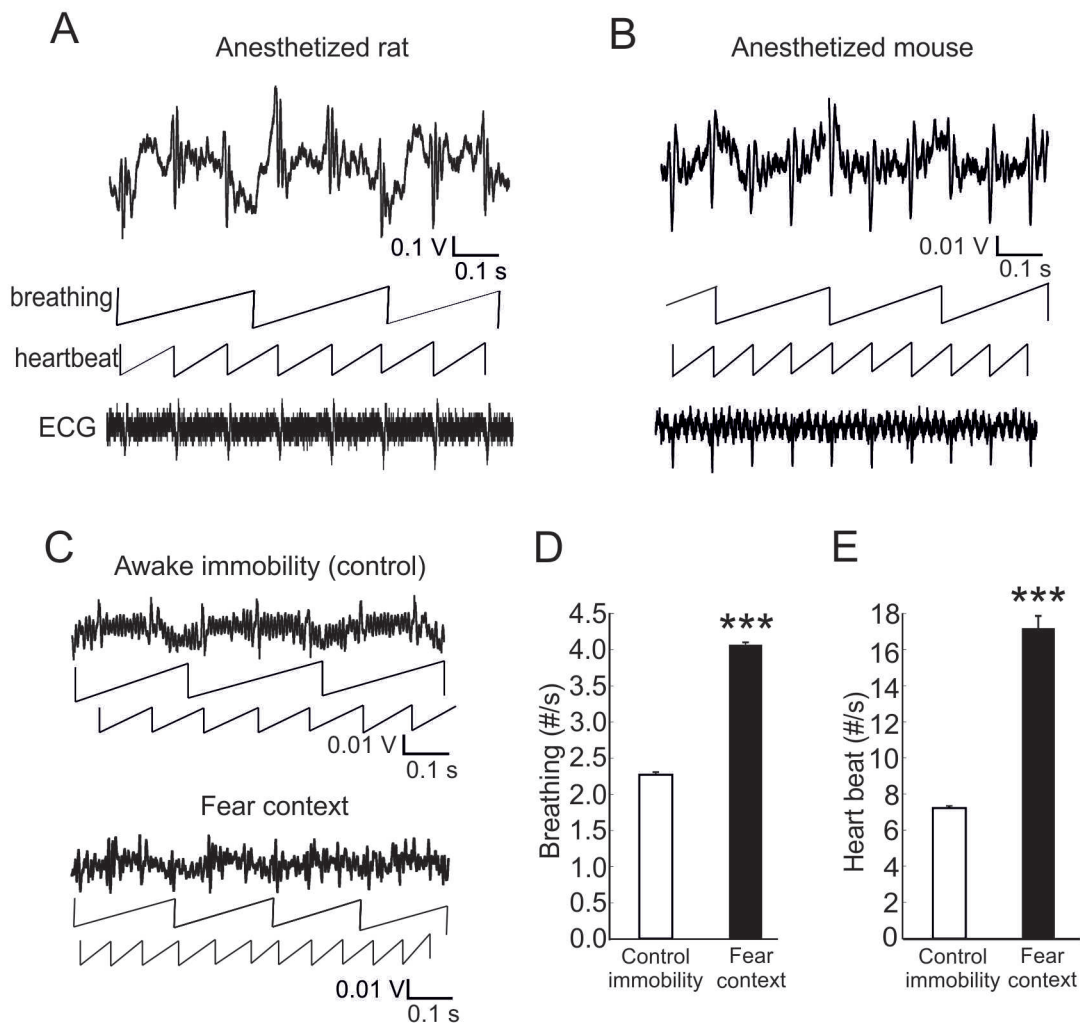 A
Anesthetized rat
0.1 V
0.1 s
breathing
heartbeat
ECG
B
Anesthetized mouse
0.01 V
0.1 s
C
Awake immobility (control)
0.01 V
0.1 s
Fear context
0.01 V
0.1 s
D
Breathing (#/s)
4.5
4.0
3.5
3.0
2.5
2.0
1.5
1.0
0.5
0.0
***
Control
immobility
Fear
context
E
Heart beat (#/s)
18
16
14
12
10
8
6
4
2
0
***
Control
immobility
Fear
context